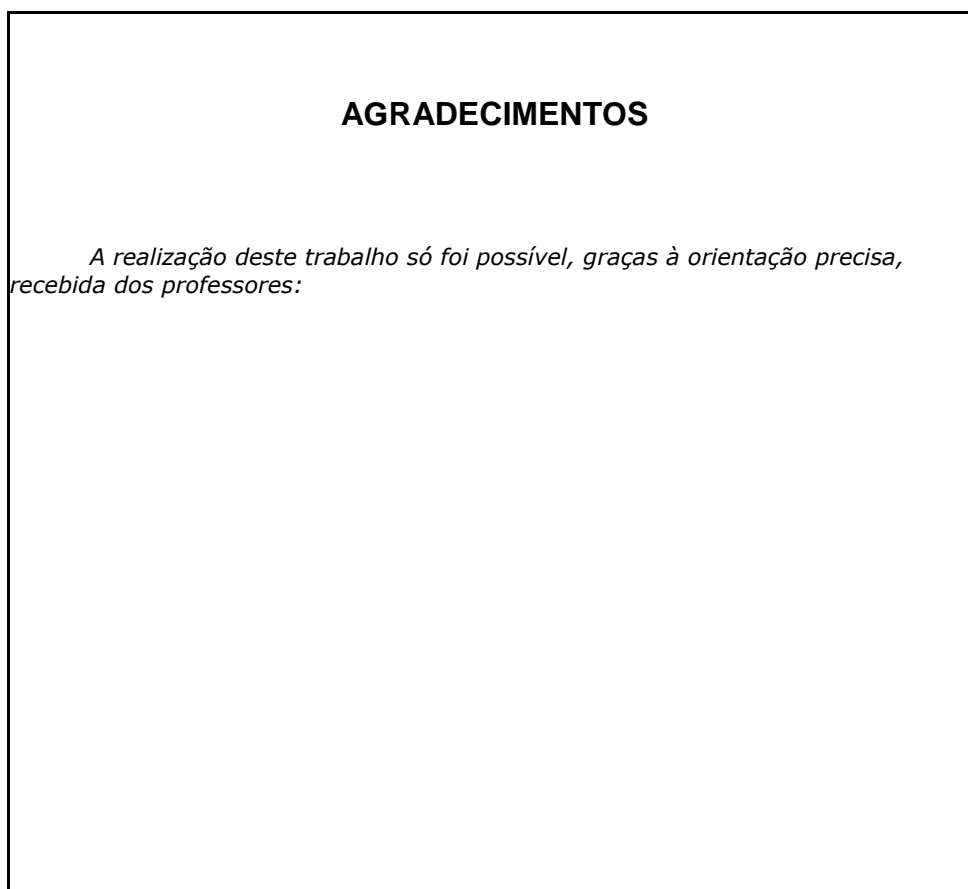 AGRADECIMENTOS
A realização deste trabalho só foi possível, graças à orientação precisa,
recebida dos professores: